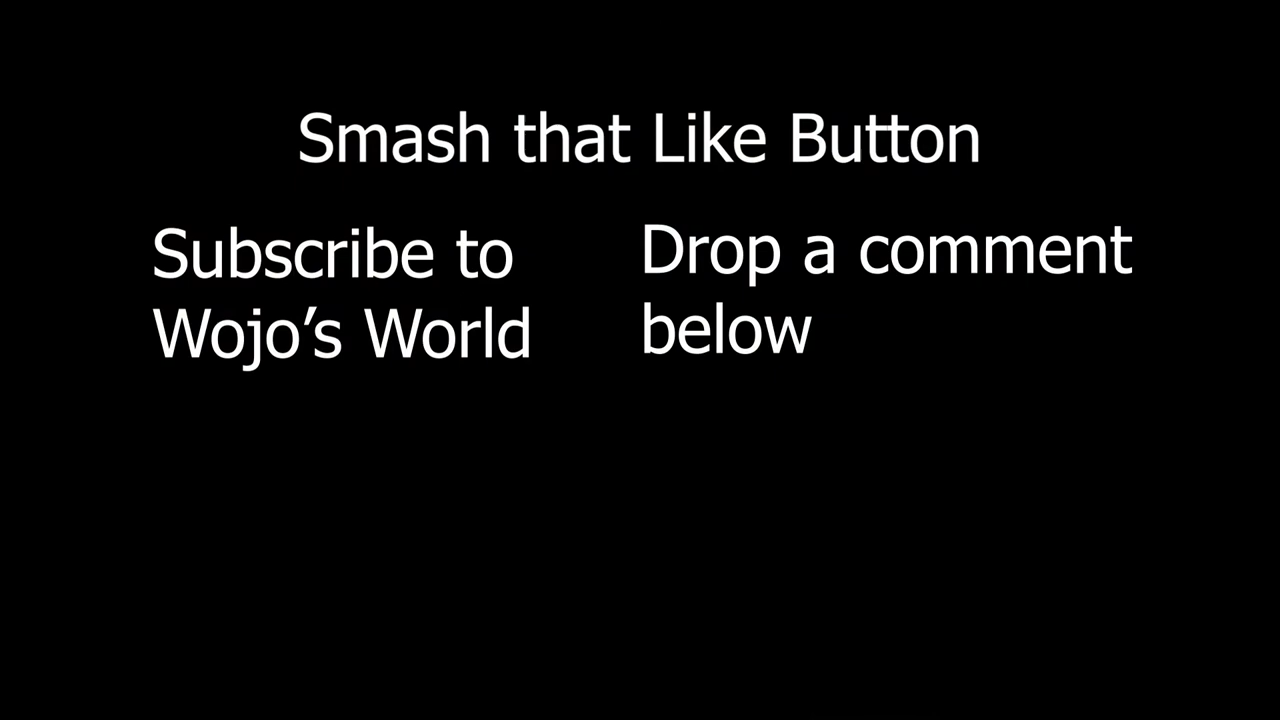 Smash that Like Button
Subscribe to
Wojo’s World
Drop a comment
below